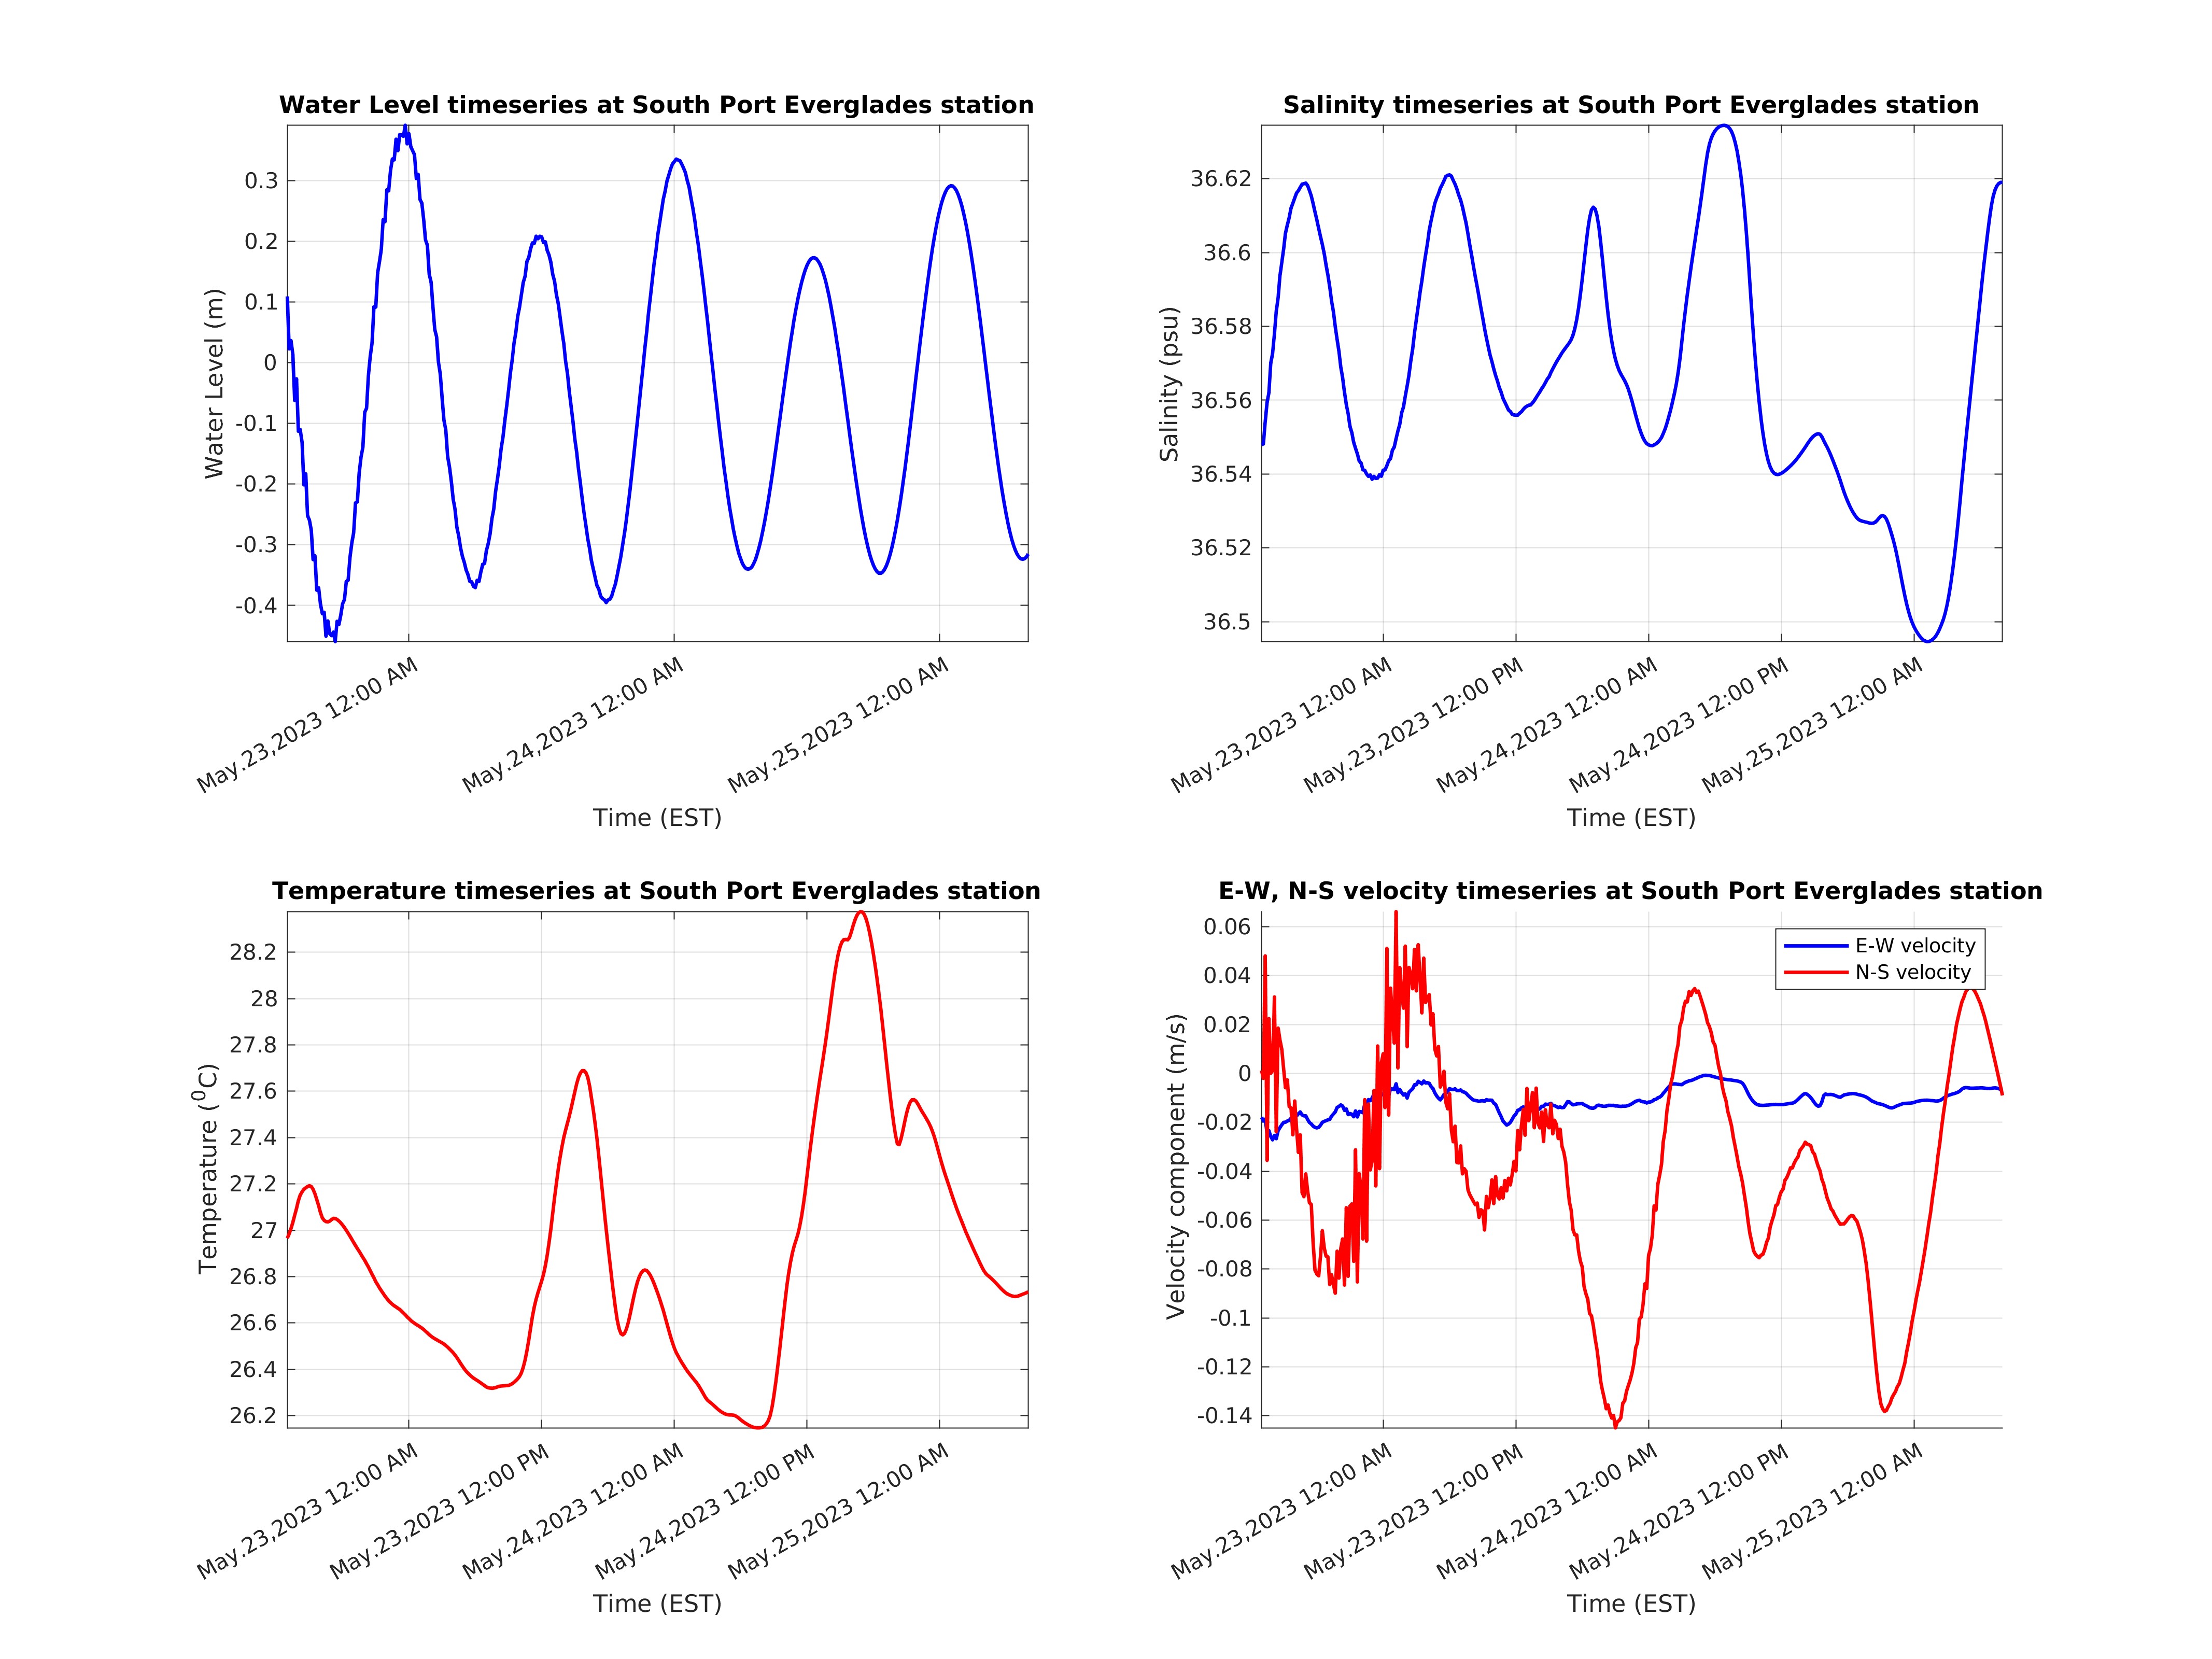 Water Level timeseries at South Port Everglades station
Water Level (m)
0.3
0.2
0.1
0
-0.1
-0.2
-0.3
-0.4
May.23,2023 12:00 AM
May.24,2023 12:00 AM
May.25,2023 12:00 AM
Time (EST)
Salinity timeseries at South Port Everglades station
Salinity (psu)
36.62
36.6
36.58
36.56
36.54
36.52
36.5
May.23,2023 12:00 AM
May.23,2023 12:00 PM
May.24,2023 12:00 AM
May.24,2023 12:00 PM
May.25,2023 12:00 AM
Time (EST)
Temperature timeseries at South Port Everglades station
Temperature (⁰C)
28.2
28
27.8
27.6
27.4
27.2
27
26.8
26.6
26.4
26.2
May.23,2023 12:00 AM
May.23,2023 12:00 PM
May.24,2023 12:00 AM
May.24,2023 12:00 PM
May.25,2023 12:00 AM
Time (EST)
E-W, N-S velocity timeseries at South Port Everglades station
Velocity component (m/s)
0.06
0.04
0.02
0
-0.02
-0.04
-0.06
-0.08
-0.1
-0.12
-0.14
E-W velocity
N-S velocity
May.23,2023 12:00 AM
May.23,2023 12:00 PM
May.24,2023 12:00 AM
May.24,2023 12:00 PM
May.25,2023 12:00 AM
Time (EST)